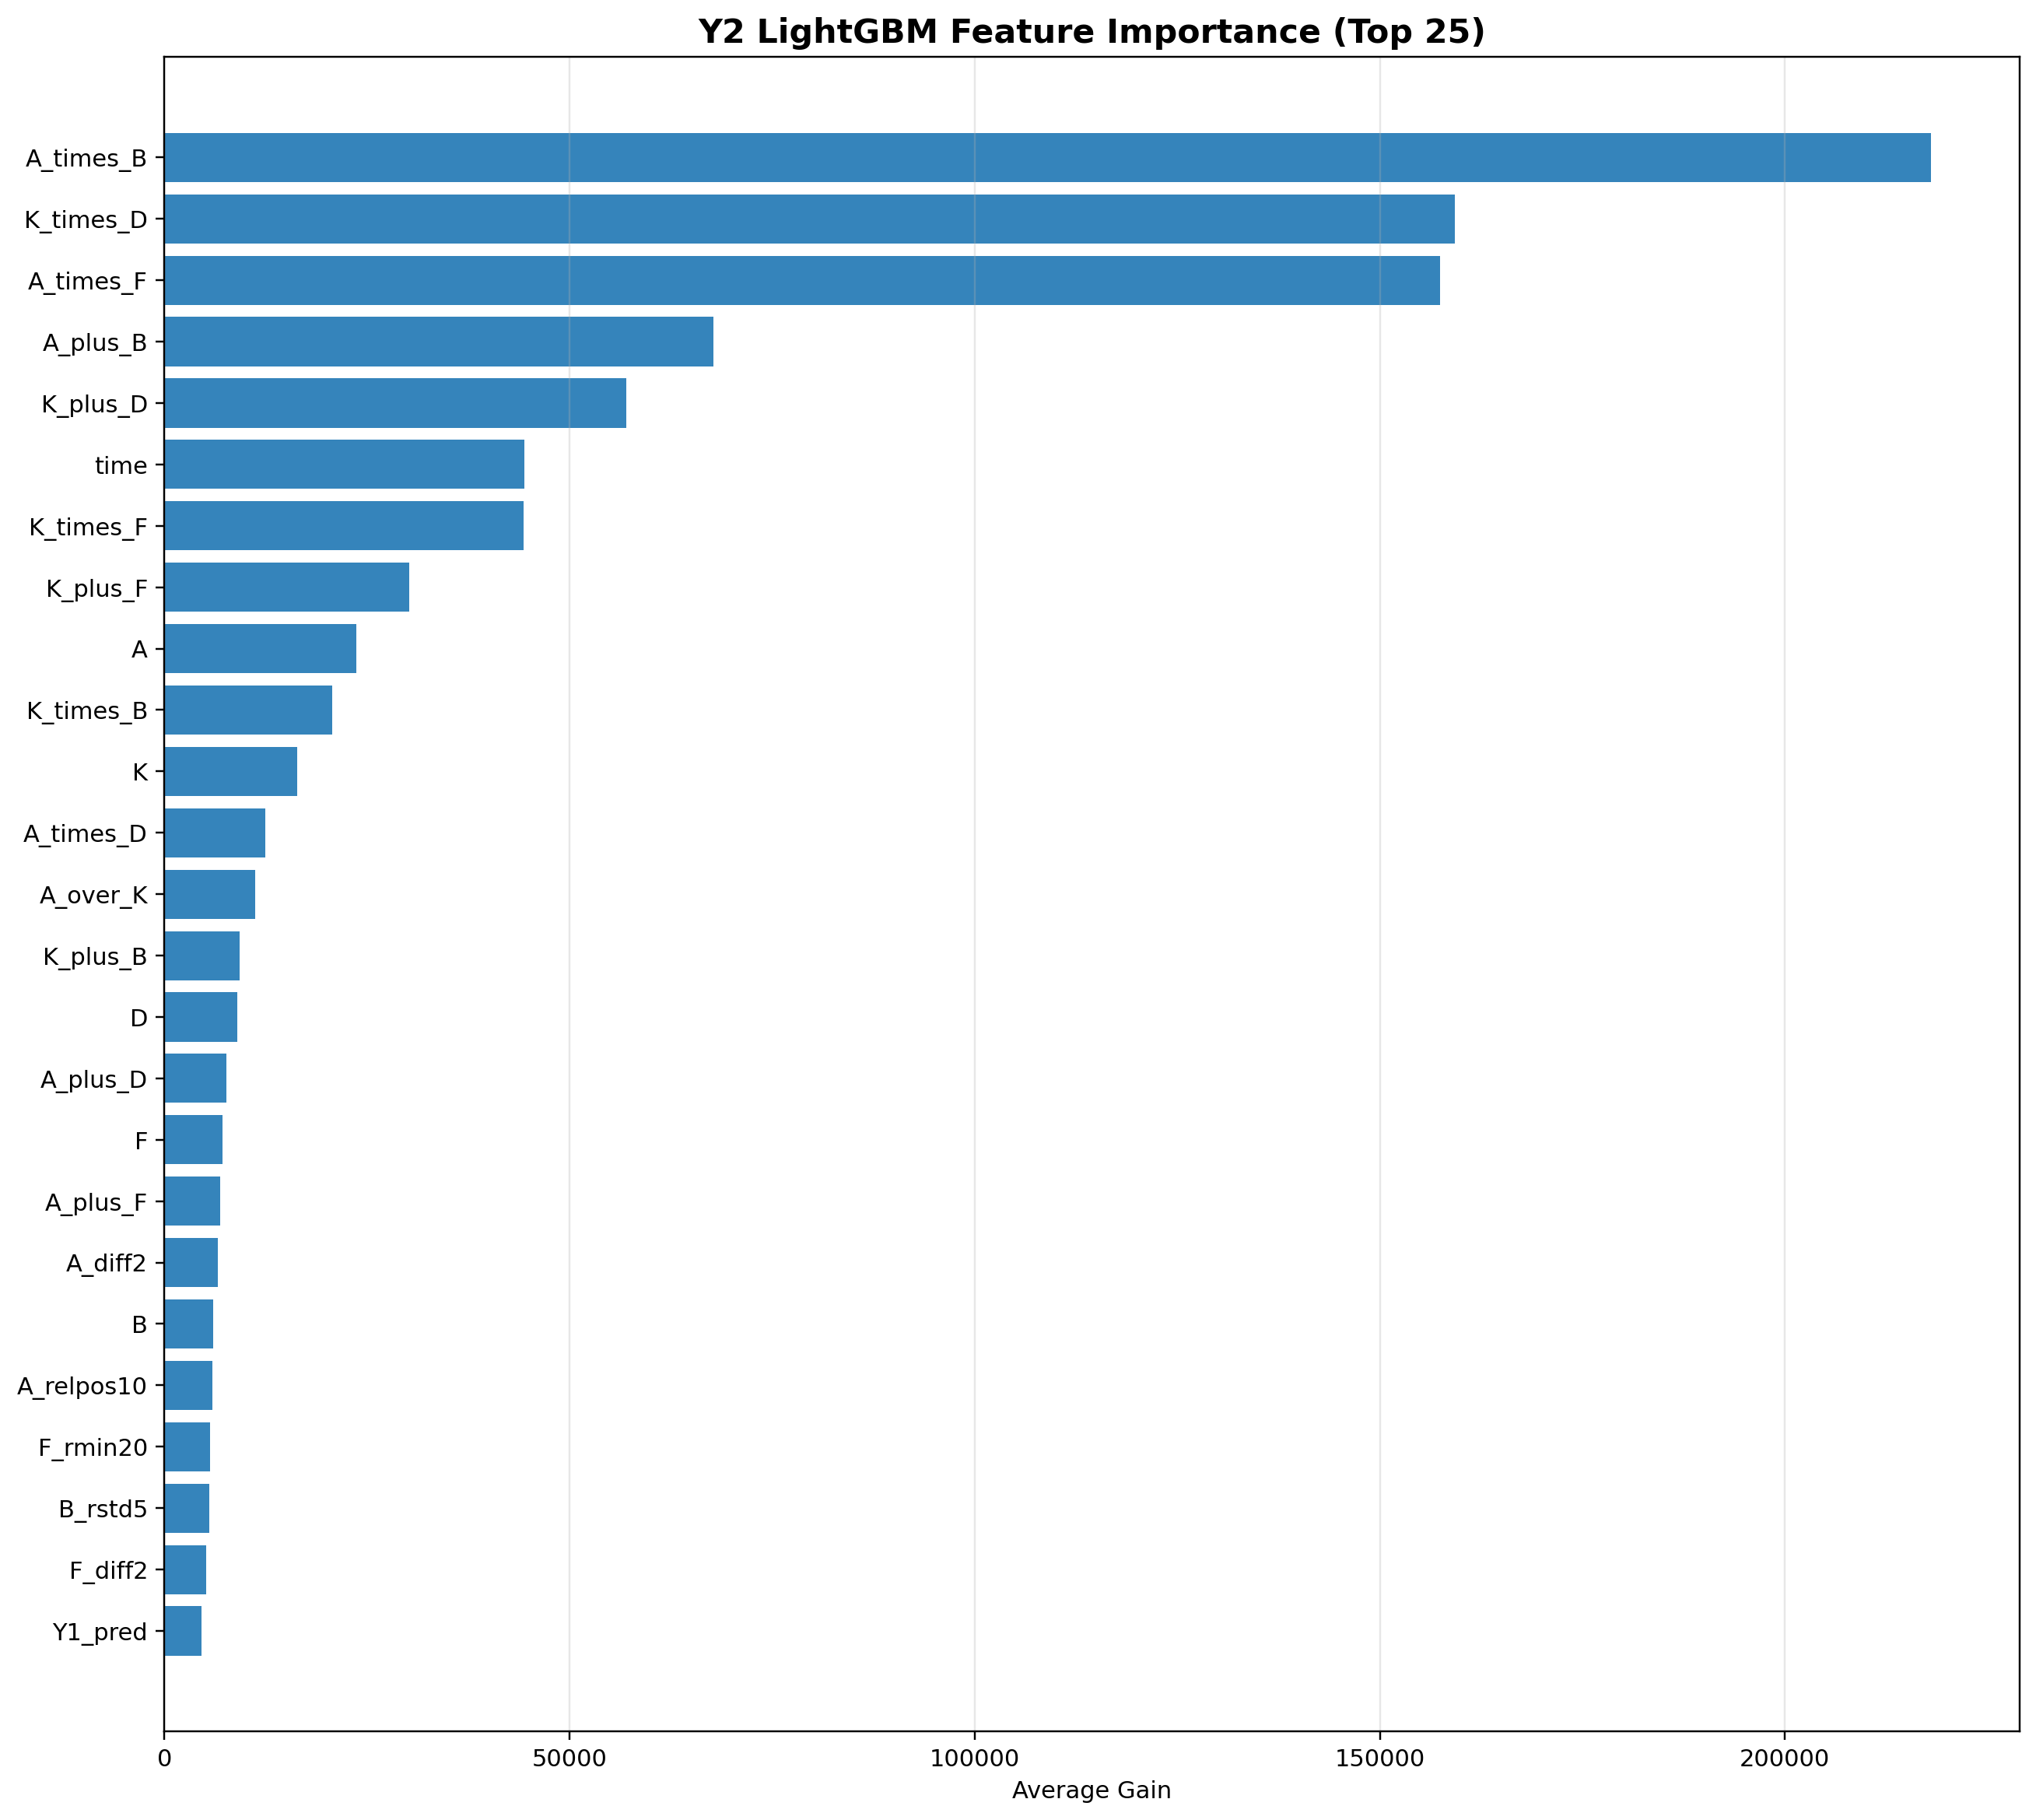 Y2 LightGBM Feature Importance (Top 25)
A_times_B
K_times_D
A_times_F
A_plus_B
K_plus_D
time
K_times_F
K_plus_F
A
K_times_B
K
A_times_D
A_over_K
K_plus_B
D
A_plus_D
F
A_plus_F
A_diff2
B
A_relpos10
F_rmin20
B_rstd5
F_diff2
Y1_pred
0 50000 100000 150000 200000
Average Gain